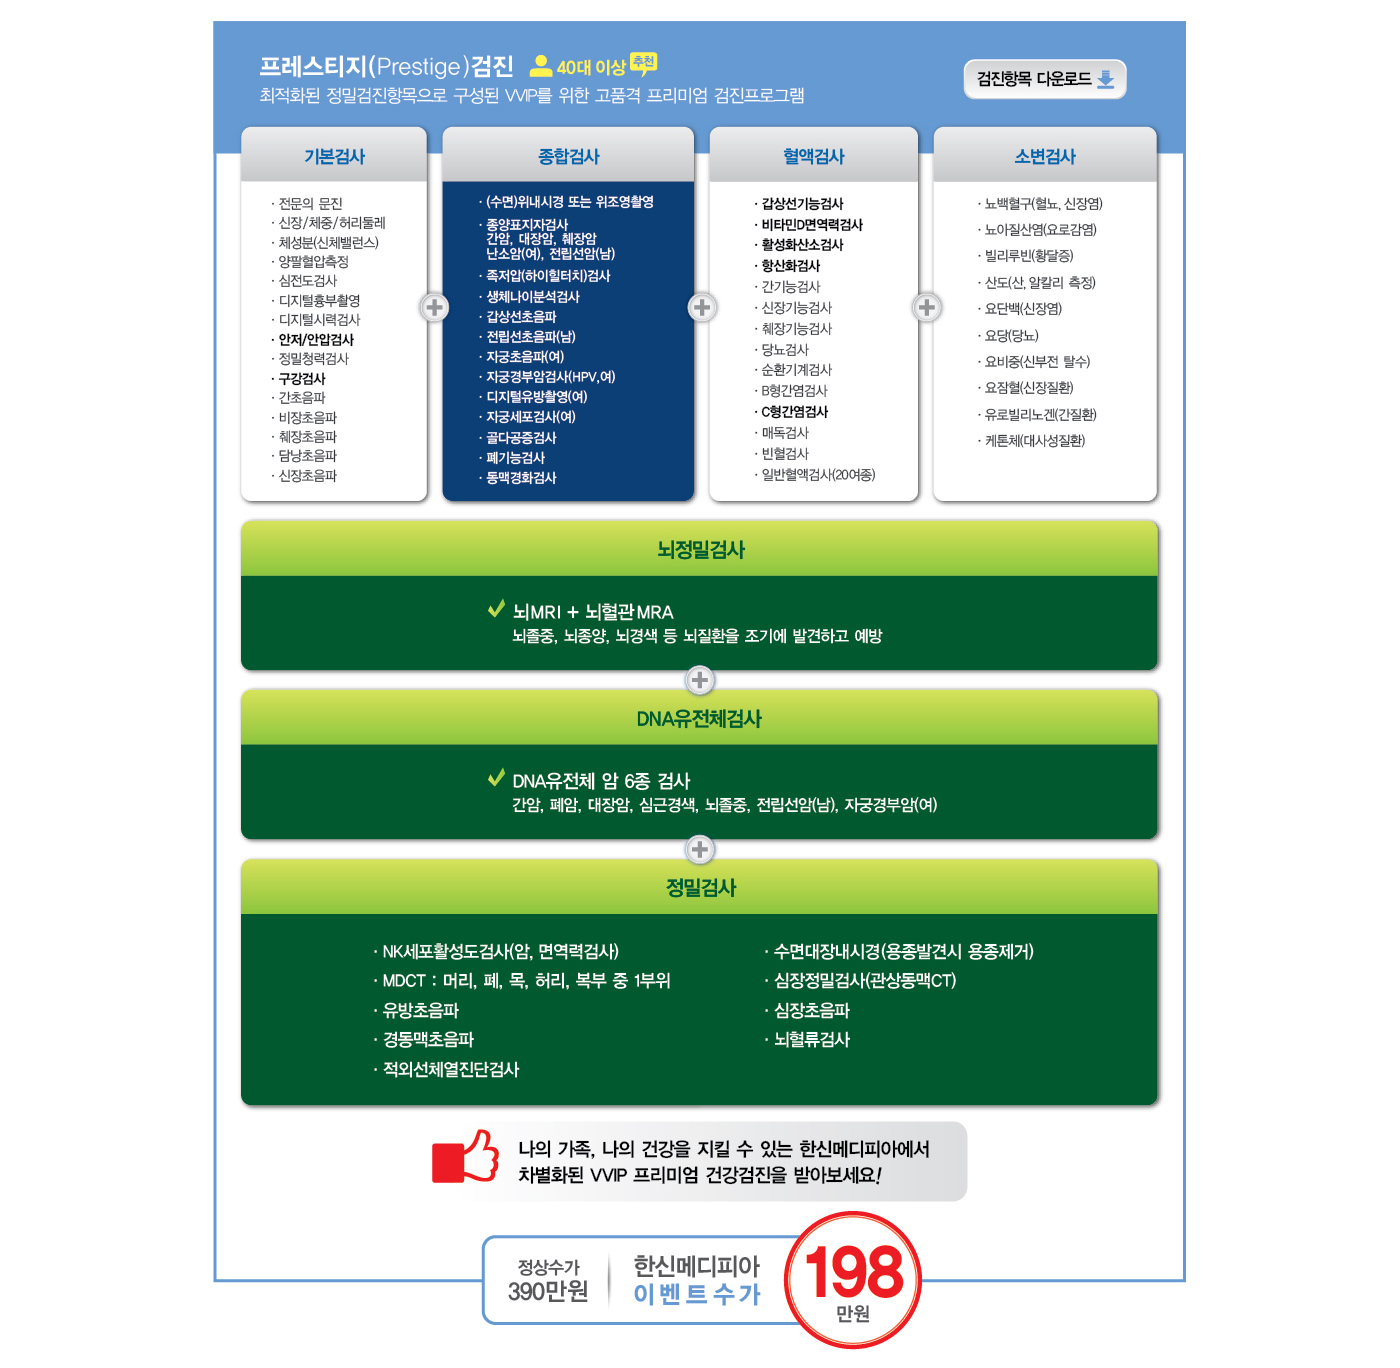 프레스티지(Prestige)검진 40대 이상 추천
최적화된 정밀검진항목으로 구성된 VVIP를 위한 고품격 프리미엄 검진프로그램
검진항목 다운로드
기본검사
· 전문의 문진
· 신장/체중/허리둘레
· 체성분(신체밸런스)
· 양팔혈압측정
· 심전도검사
· 디지털흉부촬영
· 디지털시력검사
· 안저/안압검사
· 정밀청력검사
· 구강검사
· 간초음파
· 비장초음파
· 췌장초음파
· 담낭초음파
· 신장초음파
종합검사
· (수면)위내시경 또는 위조영촬영
· 종양표지자검사
간암, 대장암, 췌장암
난소암(여), 전립선암(남)
· 족저압(하이힐터치)검사
· 생체나이분석검사
· 갑상선초음파
· 전립선초음파(남)
· 자궁초음파(여)
· 자궁경부암검사(HPV,여)
· 디지털유방촬영(여)
· 자궁세포검사(여)
· 골다공증검사
· 폐기능검사
· 동맥경화검사
혈액검사
· 갑상선기능검사
· 비타민D면역력검사
· 활성화산소검사
· 항산화검사
· 간기능검사
· 신장기능검사
· 췌장기능검사
· 당뇨검사
· 순환기계검사
· B형간염검사
· C형간염검사
· 매독검사
· 빈혈검사
· 일반혈액검사(20여종)
소변검사
· 뇨백혈구(혈뇨, 신장염)
· 뇨아질산염(요로감염)
· 빌리루빈(황달증)
· 산도(산, 알칼리 측정)
· 요단백(신장염)
· 요당(당뇨)
· 요비중(신부전 탈수)
· 요잠혈(신장질환)
· 유로빌리노겐(간질환)
· 케톤체(대사성질환)
뇌정밀검사
뇌MRI + 뇌혈관MRA
뇌졸중, 뇌종양, 뇌경색 등 뇌질환을 조기에 발견하고 예방
DNA유전체검사
DNA유전체 암 6종 검사
간암, 폐암, 대장암, 심근경색, 뇌졸중, 전립선암(남), 자궁경부암(여)
정밀검사
· NK세포활성도검사(암, 면역력검사)
· MDCT : 머리, 폐, 목, 허리, 복부 중 1부위
· 유방초음파
· 경동맥초음파
· 적외선체열진단검사
· 수면대장내시경(용종발견시 용종제거)
· 심장정밀검사(관상동맥CT)
· 심장초음파
· 뇌혈류검사
나의 가족, 나의 건강을 지킬 수 있는 한신메디피아에서
차별화된 VVIP 프리미엄 건강검진을 받아보세요!
정상수가
390만원
한신메디피아
이벤트수가
198
만원